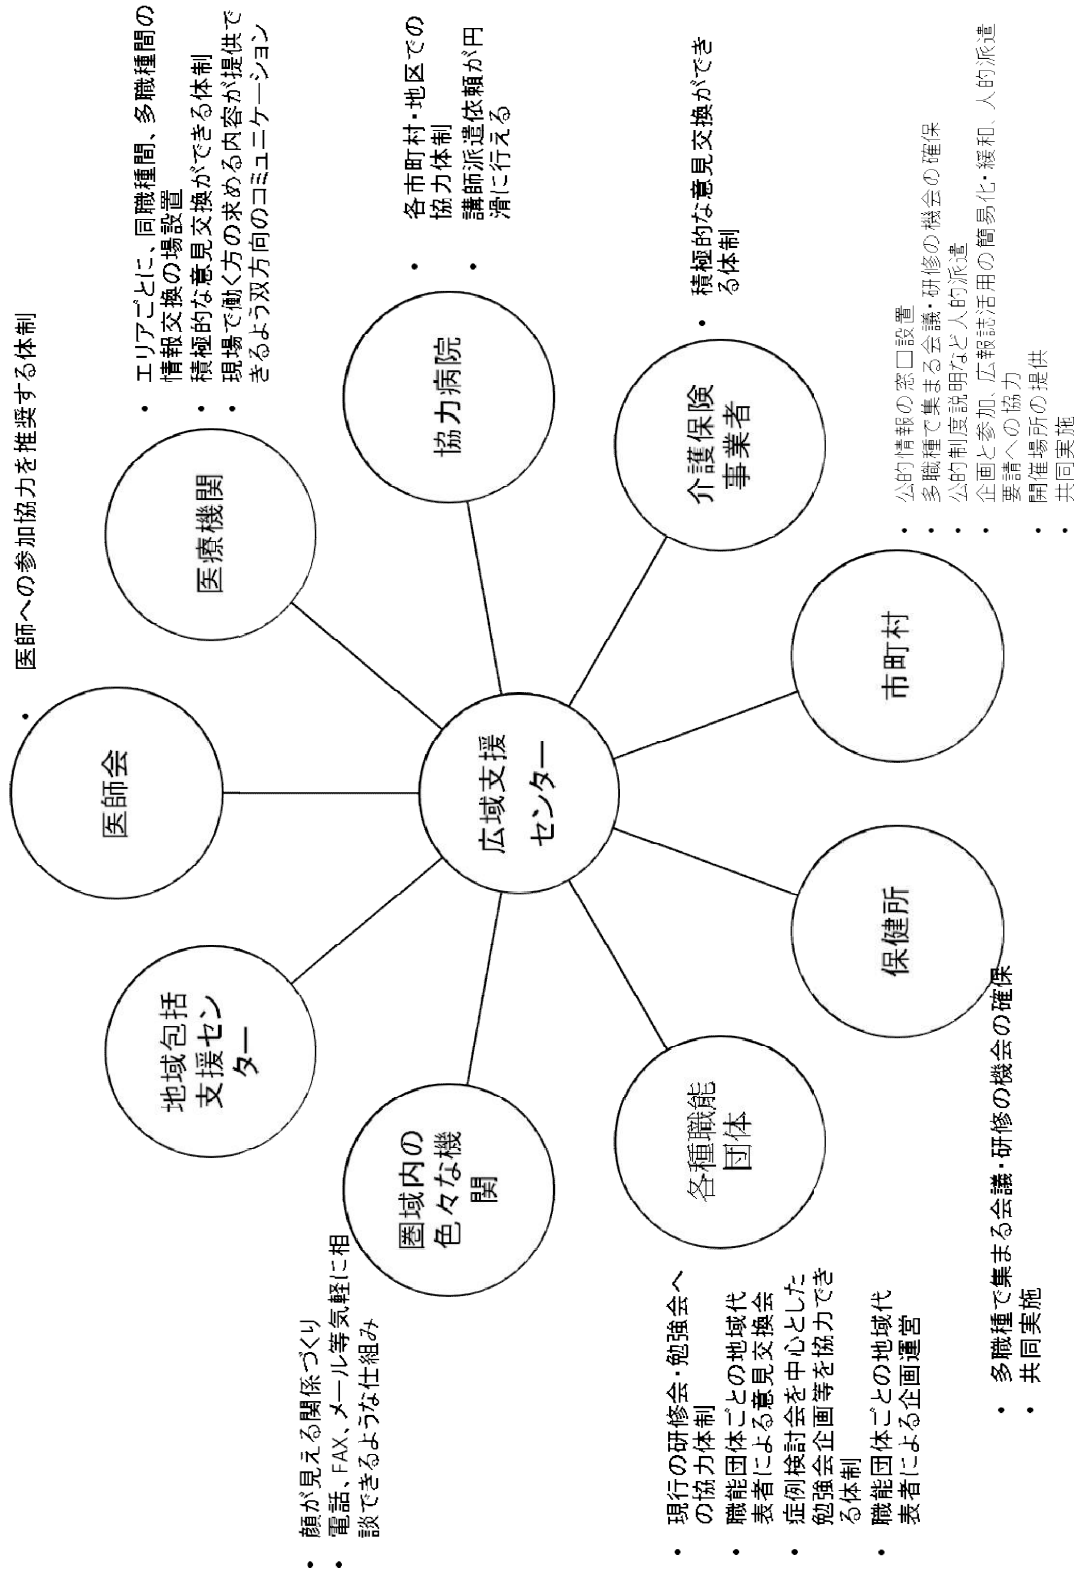 医師会
・医師への参加協力を推奨する体制
医療機関
・エリアごとに、同職種間、多職種間の
情報交換の場設置
・積極的な意見交換ができる体制
・現場で働く方の求める内容が提供で
きるよう双方向のコミュニケーション
協力病院
・各市町村・地区での
協力体制
・講師派遣依頼が円
滑に行える
介護保険
事業者
・積極的な意見交換ができ
る体制
市町村
・公的情報の窓口設置
・多職種で集まる会議・研修の機会の確保
・公的制度説明など人的派遣
・企画と参加、広報誌活用の簡易化・緩和、人的派遣
要請への協力
・開催場所の提供
・共同実施
保健所
・多職種で集まる会議・研修の機会の確保
・共同実施
各種職能
団体
・現行の研修会・勉強会へ
の協力体制
・職能団体ごとの地域代
表者による意見交換会
・症例検討会を中心とした
勉強会企画等を協力でき
る体制
・職能団体ごとの地域代
表者による企画運営
圏域内の
色々な機
関
・顔が見える関係づくり
・電話、FAX、メール等気軽に相
談できるような仕組み
地域包括
支援セン
ター
広域支援
センター